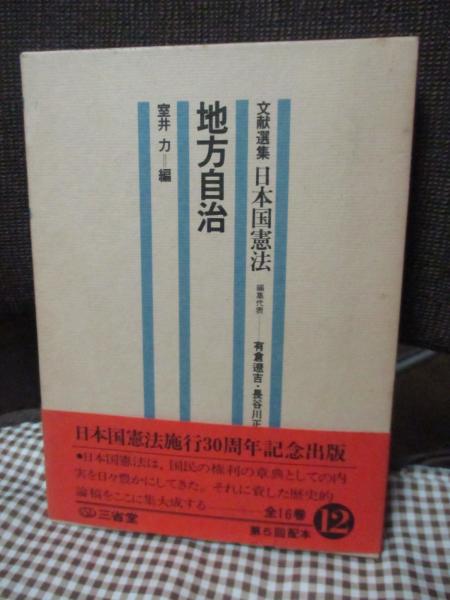 文献選集 日本国憲法 編集代表――有倉遼吉・長谷川正
地方自治
室井 力=編
日本国憲法施行30周年記念出版
●日本国憲法は、国民の権利の章典としての内
実を日々豊かにしてきた。それに資した歴史的
論稿をここに集大成する――全16巻
三省堂
第5回配本
12